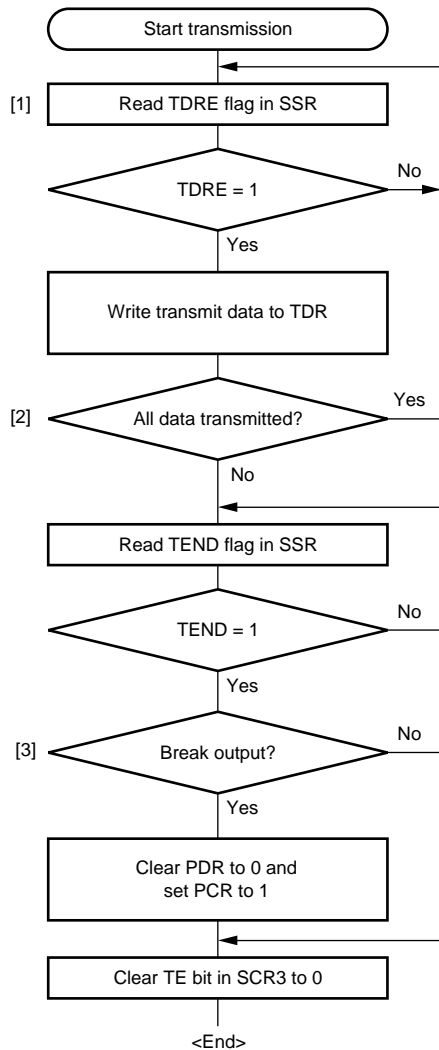 Start transmission
[1] Read TDRE flag in SSR
TDRE = 1
No
Yes
Write transmit data to TDR
[2] All data transmitted?
Yes
No
Read TEND flag in SSR
TEND = 1
No
Yes
[3] Break output?
No
Yes
Clear PDR to 0 and
set PCR to 1
Clear TE bit in SCR3 to 0
<End>